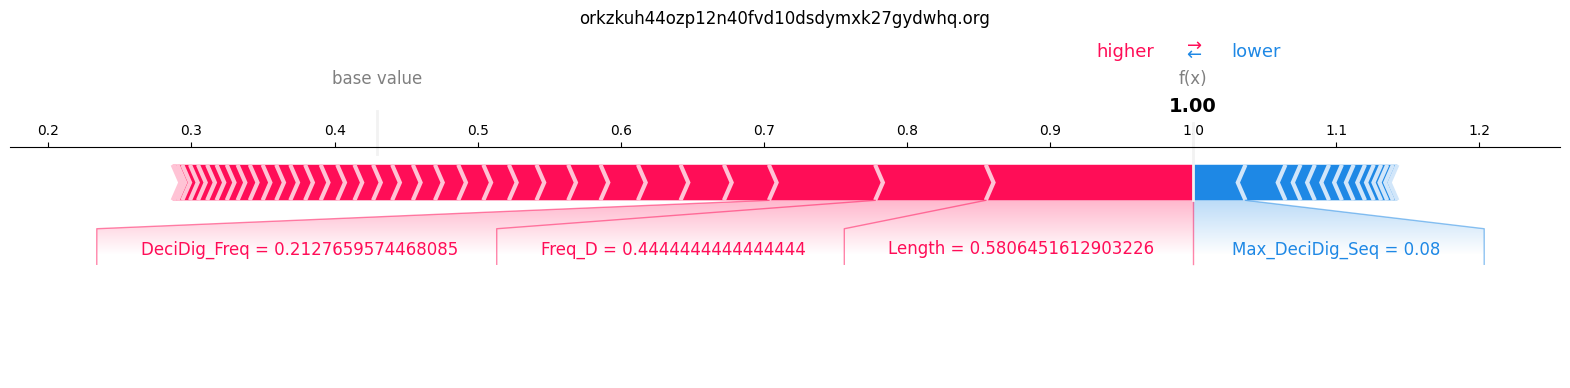 orkzkuh44ozp12n40fvd10dsdymxk27gydwhq.org
higher → ← lower
base value f(x)
1.00
0.2 0.3 0.4 0.5 0.6 0.7 0.8 0.9 1.0 1.1 1.2
DeciDig_Freq = 0.2127659574468085 Freq_D = 0.4444444444444444 Length = 0.5806451612903226 Max_DeciDig_Seq = 0.08